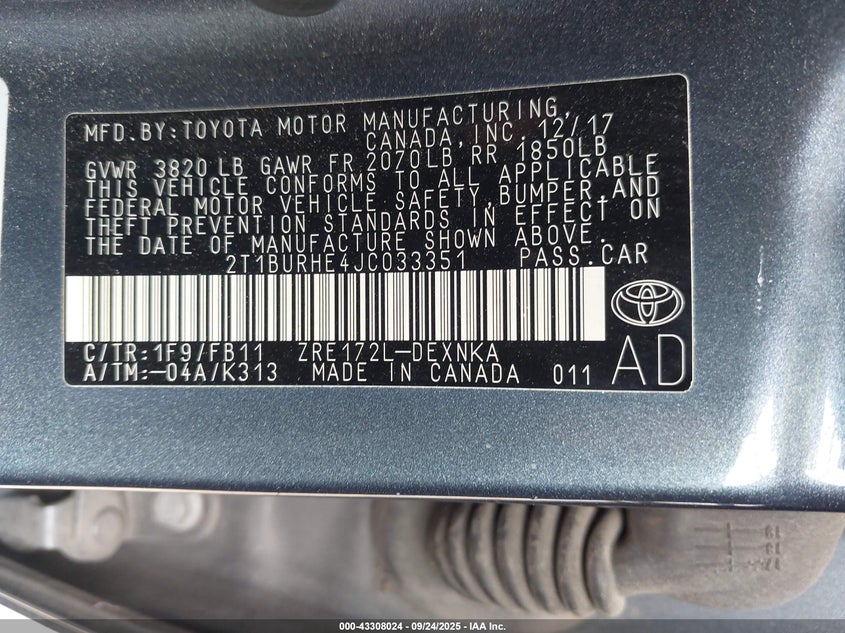 MFD.BY:TOYOTA MOTOR MANUFACTURING,
CANADA,INC 12/17
GVWR 3820 LB GAWR FR 2070LB RR 1850LB
THIS VEHICLE CONFORMS TO ALL APPLICABLE
FEDERAL MOTOR VEHICLE SAFETY,BUMPER,AND
THEFT PREVENTION STANDARDS IN EFFECT ON
THE DATE OF MANUFACTURE SHOWN ABOVE.
2T1BURHE4JC033351 PASS.CAR
C/TR:1F9/FB11 ZRE172L-DEXNKA
A/TM:-04A/K313 MADE IN CANADA 011
AD
000-43308024 - 09/24/2025 - IAA Inc.